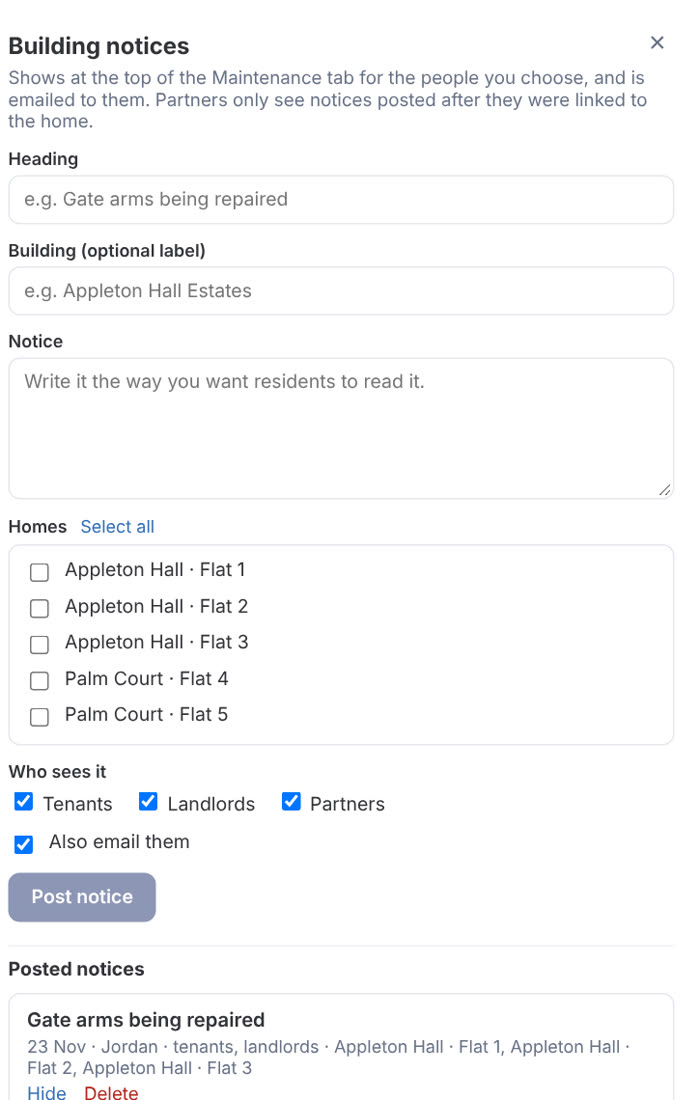 Building notices
Shows at the top of the Maintenance tab for the people you choose, and is
emailed to them. Partners only see notices posted after they were linked to
the home.
Heading
e.g. Gate arms being repaired
Building (optional label)
e.g. Appleton Hall Estates
Notice
Write it the way you want residents to read it.
Homes Select all
Appleton Hall · Flat 1
Appleton Hall · Flat 2
Appleton Hall · Flat 3
Palm Court · Flat 4
Palm Court · Flat 5
Who sees it
Tenants Landlords Partners
Also email them
Post notice
Posted notices
Gate arms being repaired
23 Nov · Jordan · tenants, landlords · Appleton Hall · Flat 1, Appleton Hall ·
Flat 2, Appleton Hall · Flat 3
Hide Delete